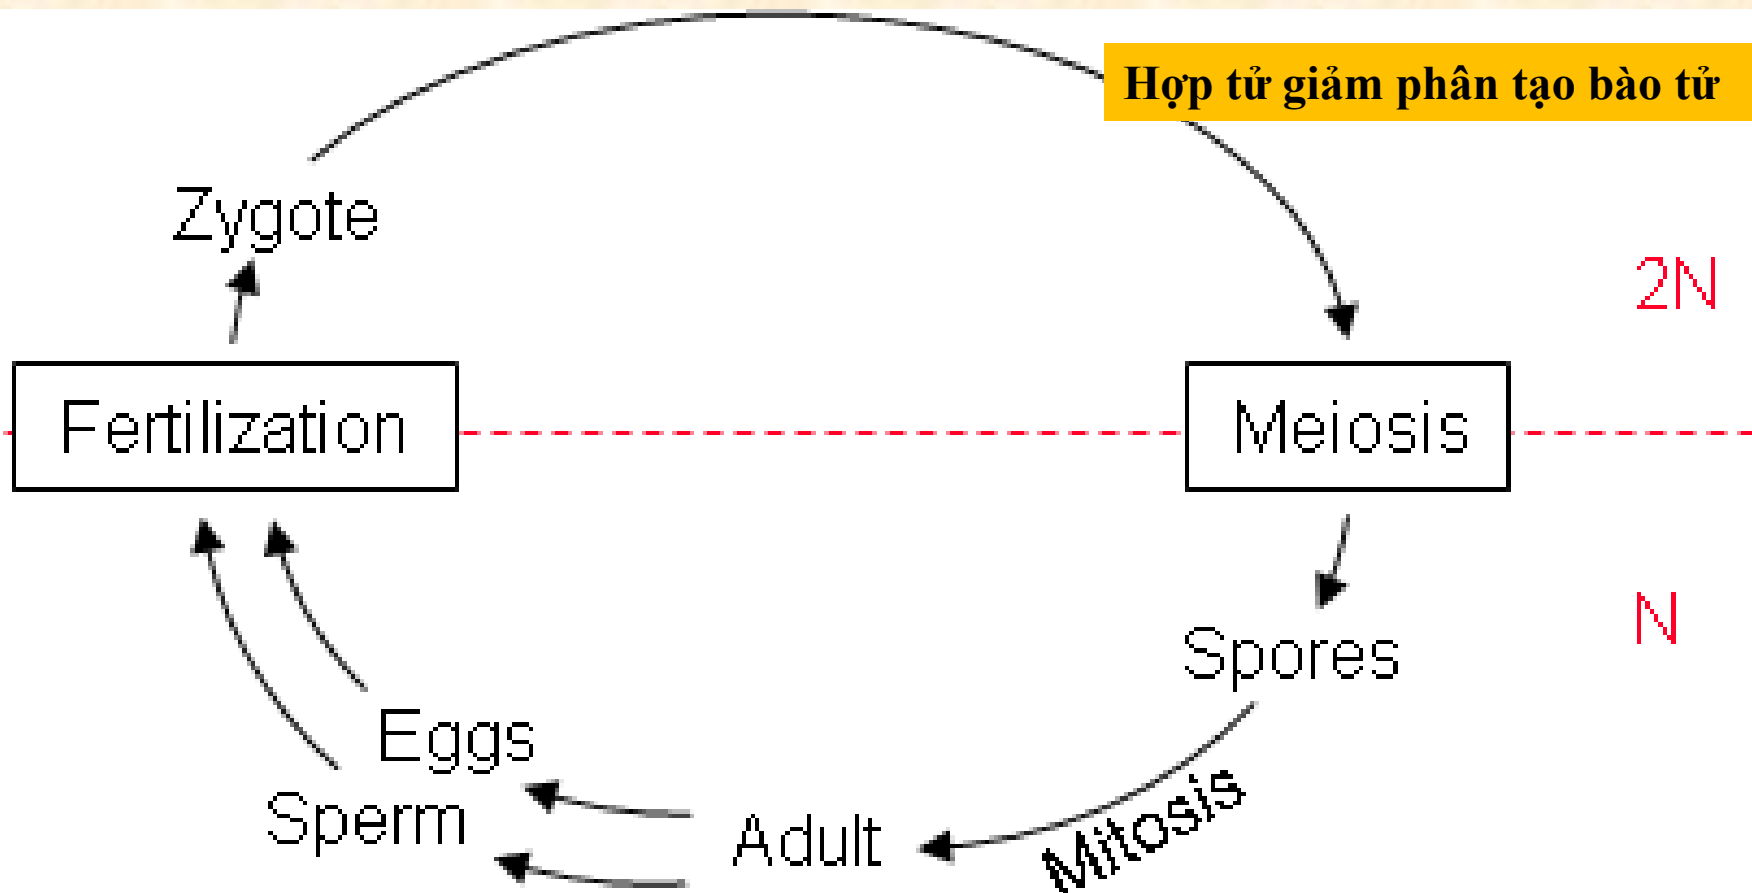 Hợp tử giảm phân tạo bào tử
Zygote
2N
Fertilization
Meiosis
N
Spores
Eggs
Sperm
Adult
Mitosis